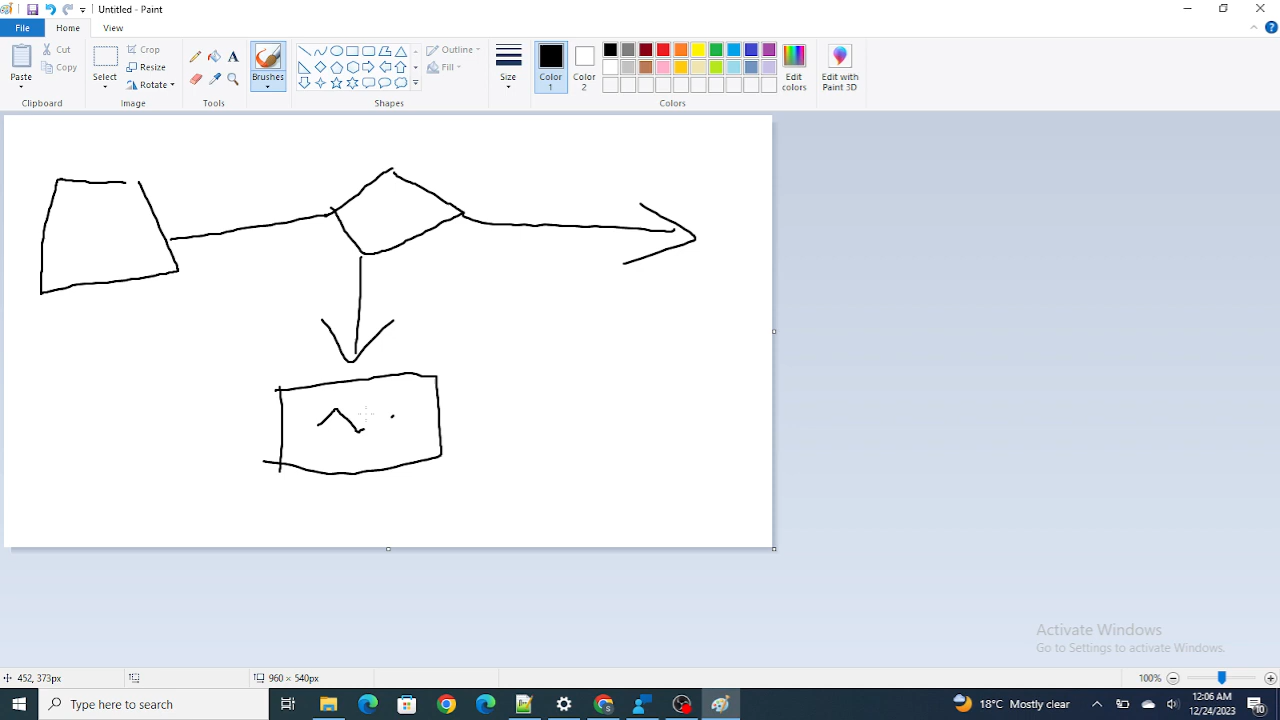 Untitled - Paint
File
Home
View
Paste
Cut
Copy
Clipboard
Select
Crop
Resize
Rotate
Image
A
Tools
Brushes
Outline
Fill
Shapes
Size
Color
1
Color
2
Edit
colors
Colors
Edit with
Paint 3D
Activate Windows
Go to Settings to activate Windows.
452, 373px
960 × 540px
100%
Type here to search
18°C Mostly clear
12:06 AM
12/24/2023
10